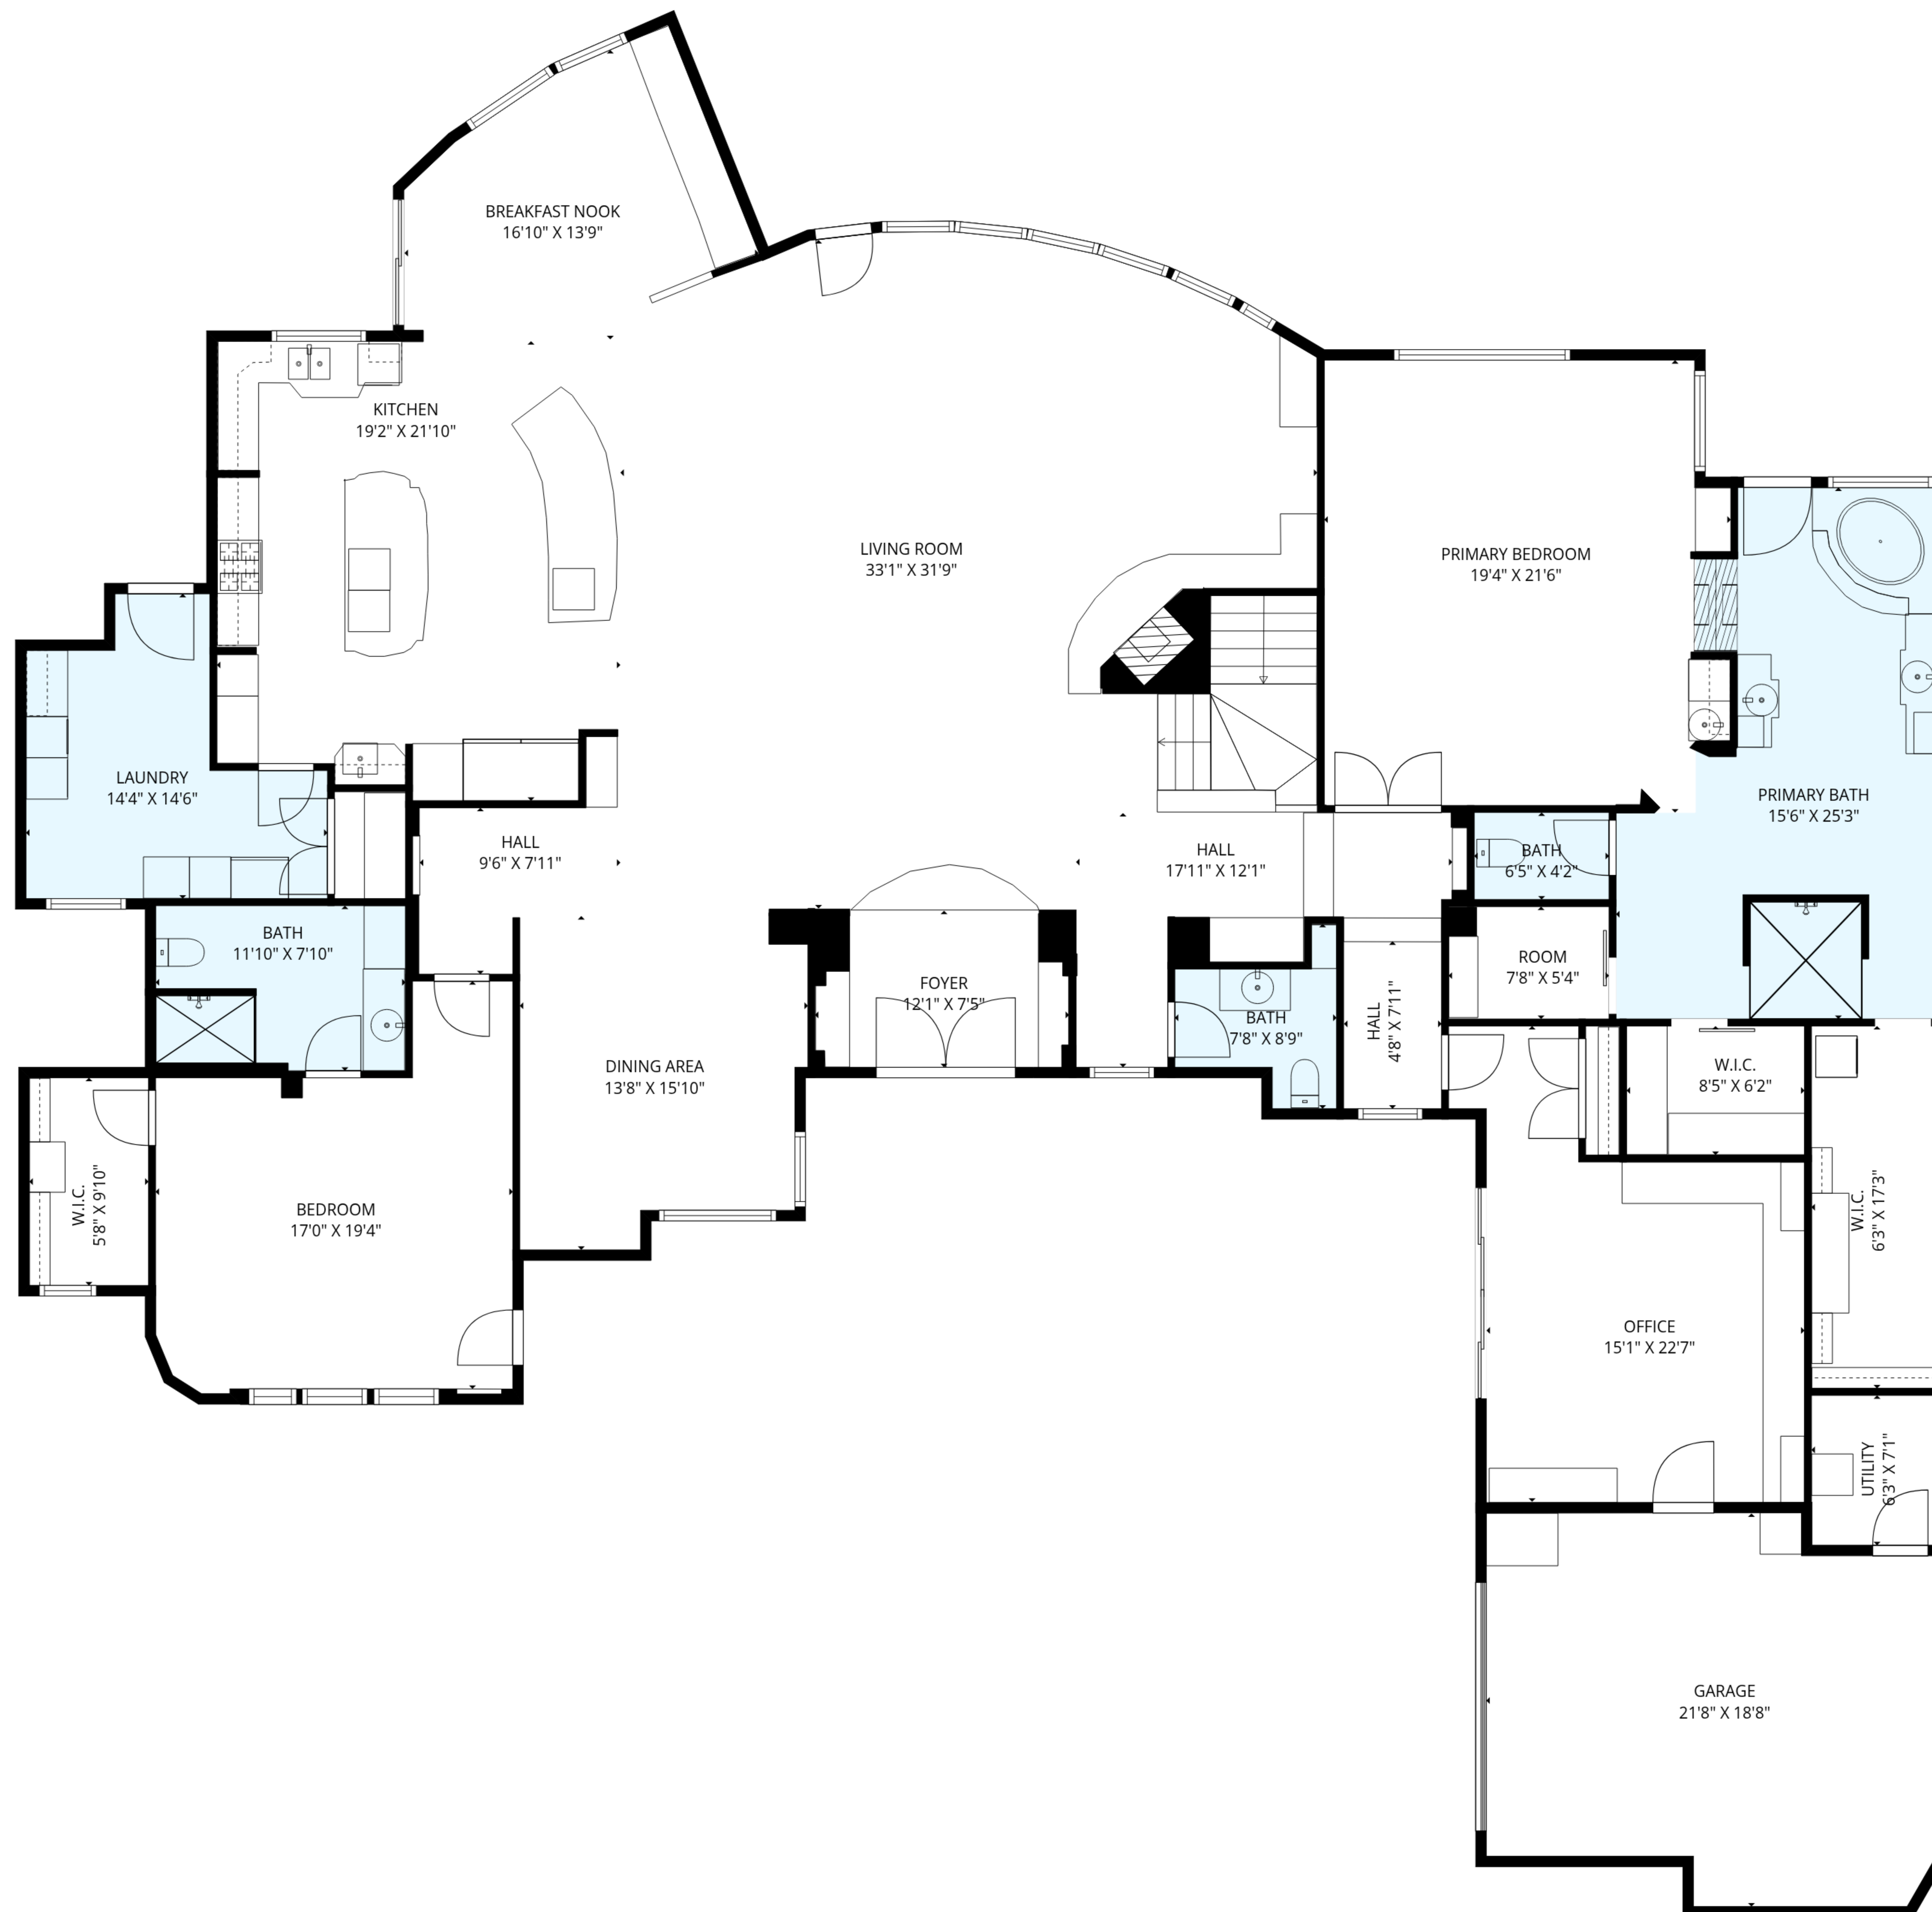 BREAKFAST NOOK
16'10" X 13'9"
KITCHEN
19'2" X 21'10"
LIVING ROOM
33'1" X 31'9"
PRIMARY BEDROOM
19'4" X 21'6"
LAUNDRY
14'4" X 14'6"
PRIMARY BATH
15'6" X 25'3"
HALL
9'6" X 7'11"
HALL
17'11" X 12'1"
BATH
6'5" X 4'2"
BATH
11'10" X 7'10"
ROOM
7'8" X 5'4"
FOYER
12'1" X 7'5"
BATH
7'8" X 8'9"
HALL
4'8" X 7'11"
DINING AREA
13'8" X 15'10"
W.I.C.
8'5" X 6'2"
W.I.C.
5'8" X 9'10"
BEDROOM
17'0" X 19'4"
W.I.C.
6'3" X 17'3"
OFFICE
15'1" X 22'7"
UTILITY
6'3" X 7'1"
GARAGE
21'8" X 18'8"